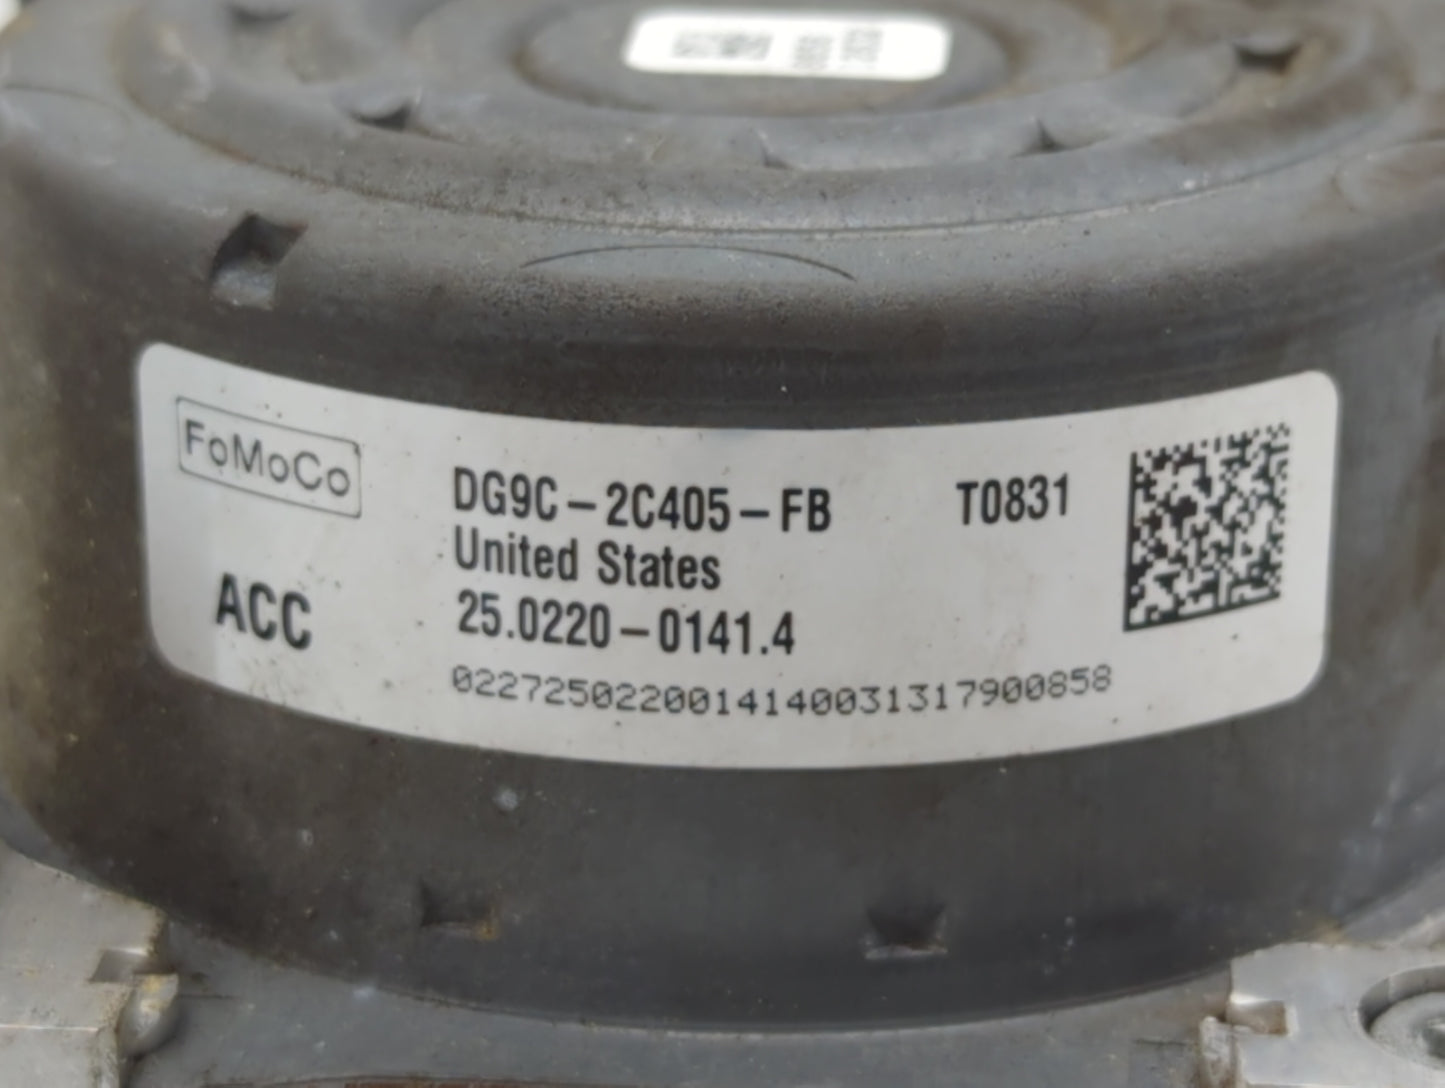 FoMoCo
DG9C-2C405-FB T0831
United States
ACC
25.0220-0141.4
0227250220014140031317900858